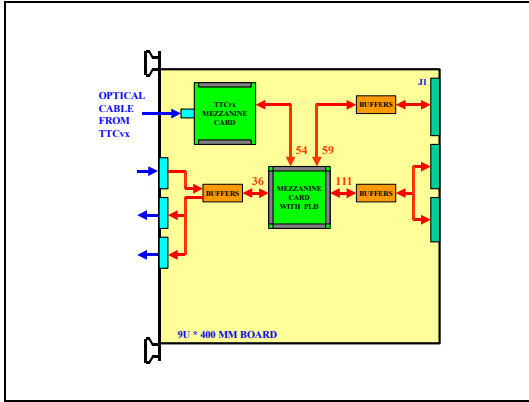 OPTICAL
CABLE
FROM
TTCvx
TTCrx
MEZZANINE
CARD
BUFFERS
J1
54
59
36
BUFFERS
MEZZANINE
CARD
WITH PLD
111
BUFFERS
9U * 400 MM BOARD